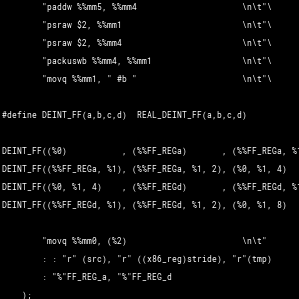 "paddw %%mm5, %%mm4                     \n\t"\
"psraw $2, %%mm1                        \n\t"\
"psraw $2, %%mm4                        \n\t"\
"packuswb %%mm4, %%mm1                  \n\t"\
"movq %%mm1, " #b "                     \n\t"\
#define DEINT_FF(a,b,c,d)  REAL_DEINT_FF(a,b,c,d)
DEINT_FF((%0)           , (%%FF_REGa)       , (%%FF_REGa, %
DEINT_FF((%%FF_REGa, %1), (%%FF_REGa, %1, 2), (%0, %1, 4)
DEINT_FF((%0, %1, 4)    , (%%FF_REGd)       , (%%FF_REGd, %
DEINT_FF((%%FF_REGd, %1), (%%FF_REGd, %1, 2), (%0, %1, 8)
"movq %%mm0, (%2)                       \n\t"
: : "r" (src), "r" ((x86_reg)stride), "r"(tmp)
: "%"FF_REG_a, "%"FF_REG_d
);